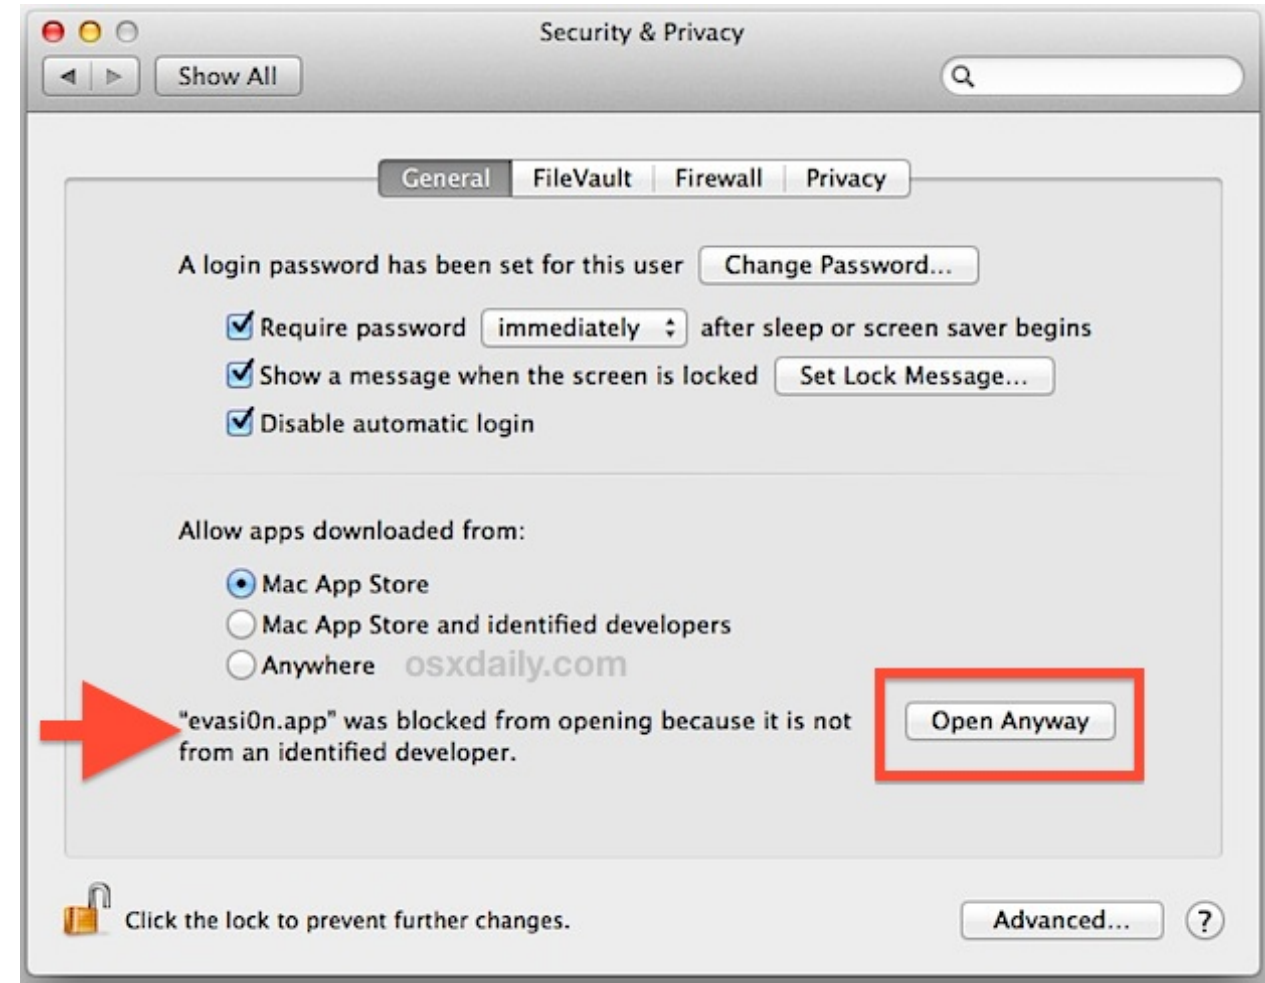 Security & Privacy
Show All
General FileVault Firewall Privacy
A login password has been set for this user Change Password...
Require password immediately after sleep or screen saver begins
Show a message when the screen is locked Set Lock Message...
Disable automatic login
Allow apps downloaded from:
Mac App Store
Mac App Store and identified developers
Anywhere osxdaily.com
“evasi0n.app” was blocked from opening because it is not Open Anyway
from an identified developer.
Click the lock to prevent further changes. Advanced... ?